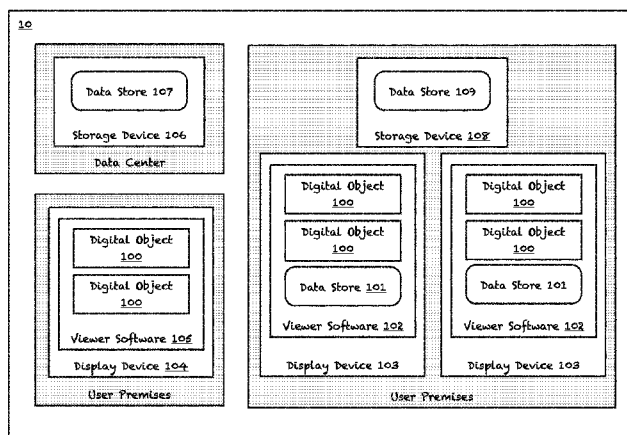 10
Data Store 107
Storage Device 106
Data Center
Digital Object
100
Digital Object
100
Viewer Software 105
Display Device 104
User Premises
Data Store 109
Storage Device 108
Digital Object
100
Digital Object
100
Data Store 101
Viewer Software 102
Display Device 103
Digital Object
100
Digital Object
100
Data Store 101
Viewer Software 102
Display Device 103
User Premises